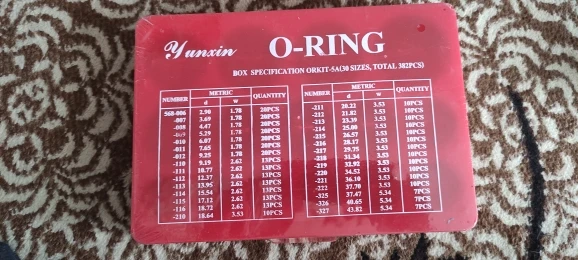 Yunxin O-RING
BOX SPECIFICATION ORKIT-5A(30 SIZES, TOTAL 382PCS)
NUMBER METRIC QUANTITY NUMBER METRIC QUANTITY
d w d w
568-006 2.90 1.78 20PCS -211 20.22 3.53 10PCS
-007 3.69 1.78 20PCS -212 21.82 3.53 10PCS
-008 4.47 1.78 20PCS -213 23.39 3.53 10PCS
-009 5.29 1.78 20PCS -214 25.00 3.53 10PCS
-010 6.07 1.78 20PCS -215 26.57 3.53 10PCS
-011 7.65 1.78 20PCS -216 28.17 3.53 10PCS
-012 9.25 1.78 20PCS -217 29.75 3.53 10PCS
-110 9.19 2.62 13PCS -218 31.34 3.53 10PCS
-111 10.77 2.62 13PCS -219 32.92 3.53 10PCS
-112 12.37 2.62 13PCS -220 34.52 3.53 10PCS
-113 13.95 2.62 13PCS -221 36.10 3.53 10PCS
-114 15.54 2.62 13PCS -222 37.70 3.53 10PCS
-115 17.12 2.62 13PCS -325 37.47 5.34 7PCS
-116 18.72 2.62 13PCS -326 40.65 5.34 7PCS
-210 18.64 3.53 10PCS -327 43.82 5.34 7PCS